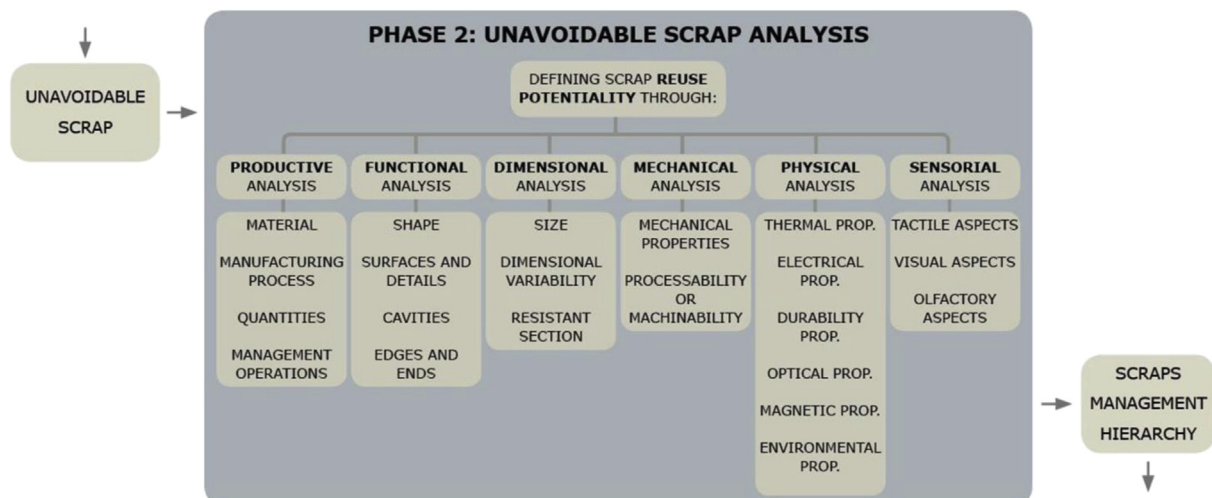 PHASE 2: UNAVOIDABLE SCRAP ANALYSIS
UNAVOIDABLE
SCRAP
DEFINING SCRAP REUSE
POTENTIALITY THROUGH:
PRODUCTIVE
ANALYSIS
MATERIAL
MANUFACTURING
PROCESS
QUANTITIES
MANAGEMENT
OPERATIONS
FUNCTIONAL
ANALYSIS
SHAPE
SURFACES AND
DETAILS
CAVITIES
EDGES AND
ENDS
DIMENSIONAL
ANALYSIS
SIZE
DIMENSIONAL
VARIABILITY
RESISTANT
SECTION
MECHANICAL
ANALYSIS
MECHANICAL
PROPERTIES
PROCESSABILITY
OR
MACHINABILITY
PHYSICAL
ANALYSIS
THERMAL PROP.
ELECTRICAL
PROP.
DURABILITY
PROP.
OPTICAL PROP.
MAGNETIC PROP.
ENVIRONMENTAL
PROP.
SENSORIAL
ANALYSIS
TACTILE ASPECTS
VISUAL ASPECTS
OLFACTORY
ASPECTS
SCRAPS
MANAGEMENT
HIERARCHY